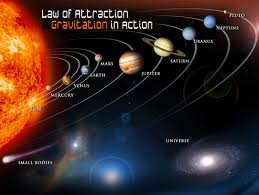 Law of Attraction
Gravitation in Action
PLUTO
NEPTUNE
URANUS
SATURN
JUPITER
MARS
EARTH
VENUS
MERCURY
SUN
UNIVERSE
SMALL BODIES